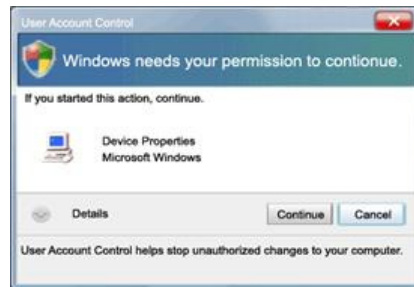 User Account Control
Windows needs your permission to contionue.
If you started this action, continue.
Device Properties
Microsoft Windows
Details
Continue
Cancel
User Account Control helps stop unauthorized changes to your computer.